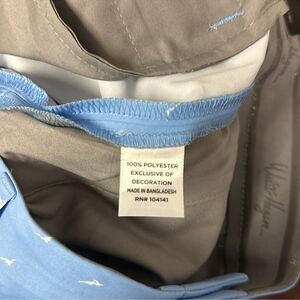 100% POLYESTER
EXCLUSIVE OF
DECORATION
MADE IN BANGLADESH
RN# 104141